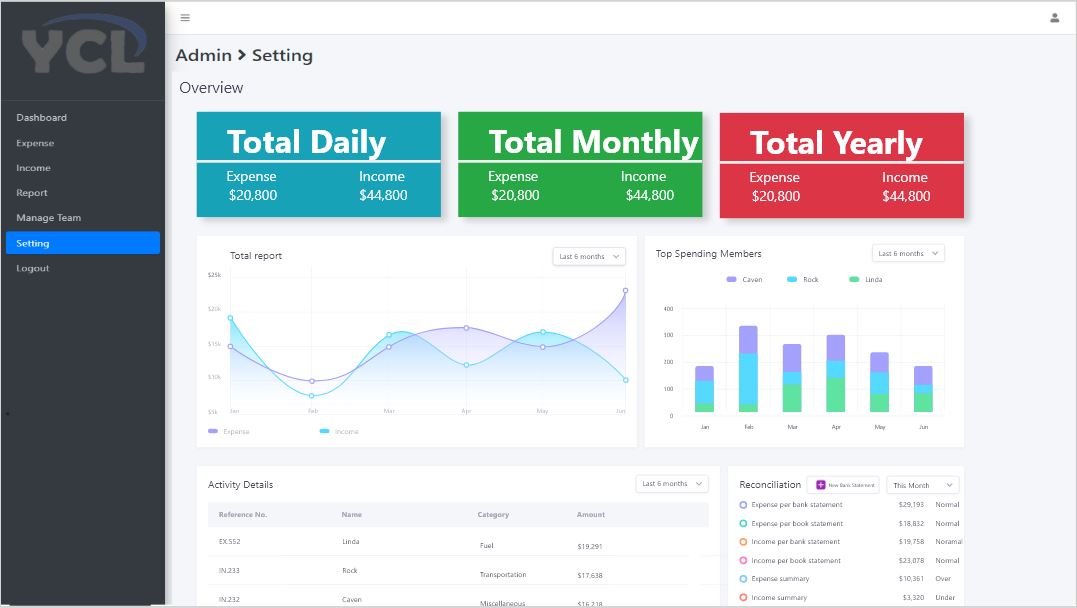 YCL
Admin > Setting
Overview
Dashboard
Expense
Income
Report
Manage Team
Setting
Logout
Total Daily
Expense Income
$20,800 $44,800
Total Monthly
Expense Income
$20,800 $44,800
Total Yearly
Expense Income
$20,800 $44,800
Total report
Last 6 months
$25k
$20k
$15k
$10k
$5k
Jan Feb Mar Apr May Jun
Expense Income
Top Spending Members
Last 6 months
Caven Rock Linda
400
300
200
100
0
Jan Feb Mar Apr May Jun
Activity Details
Last 6 months
Reference No. Name Category Amount
EX.552 Linda Fuel $19,291
IN.233 Rock Transportation $17,638
IN.232 Caven Miscellaneous $16,218
Reconciliation
New Bank Statement
This Month
Expense per bank statement $29,193 Normal
Expense per book statement $18,832 Normal
Income per bank statement $19,758 Noramal
Income per book statement $23,078 Normal
Expense summary $10,361 Over
Income summary $3,320 Under